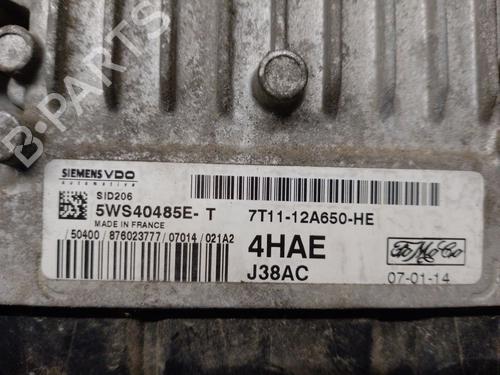 SIEMENS VDO
automotive
SID206
5WS40485E- T
MADE IN FRANCE
7T11-12A650-HE
/50400 / 876023777 /07014 / 021A2
4HAE
J38AC
FoMoCo
07-01-14